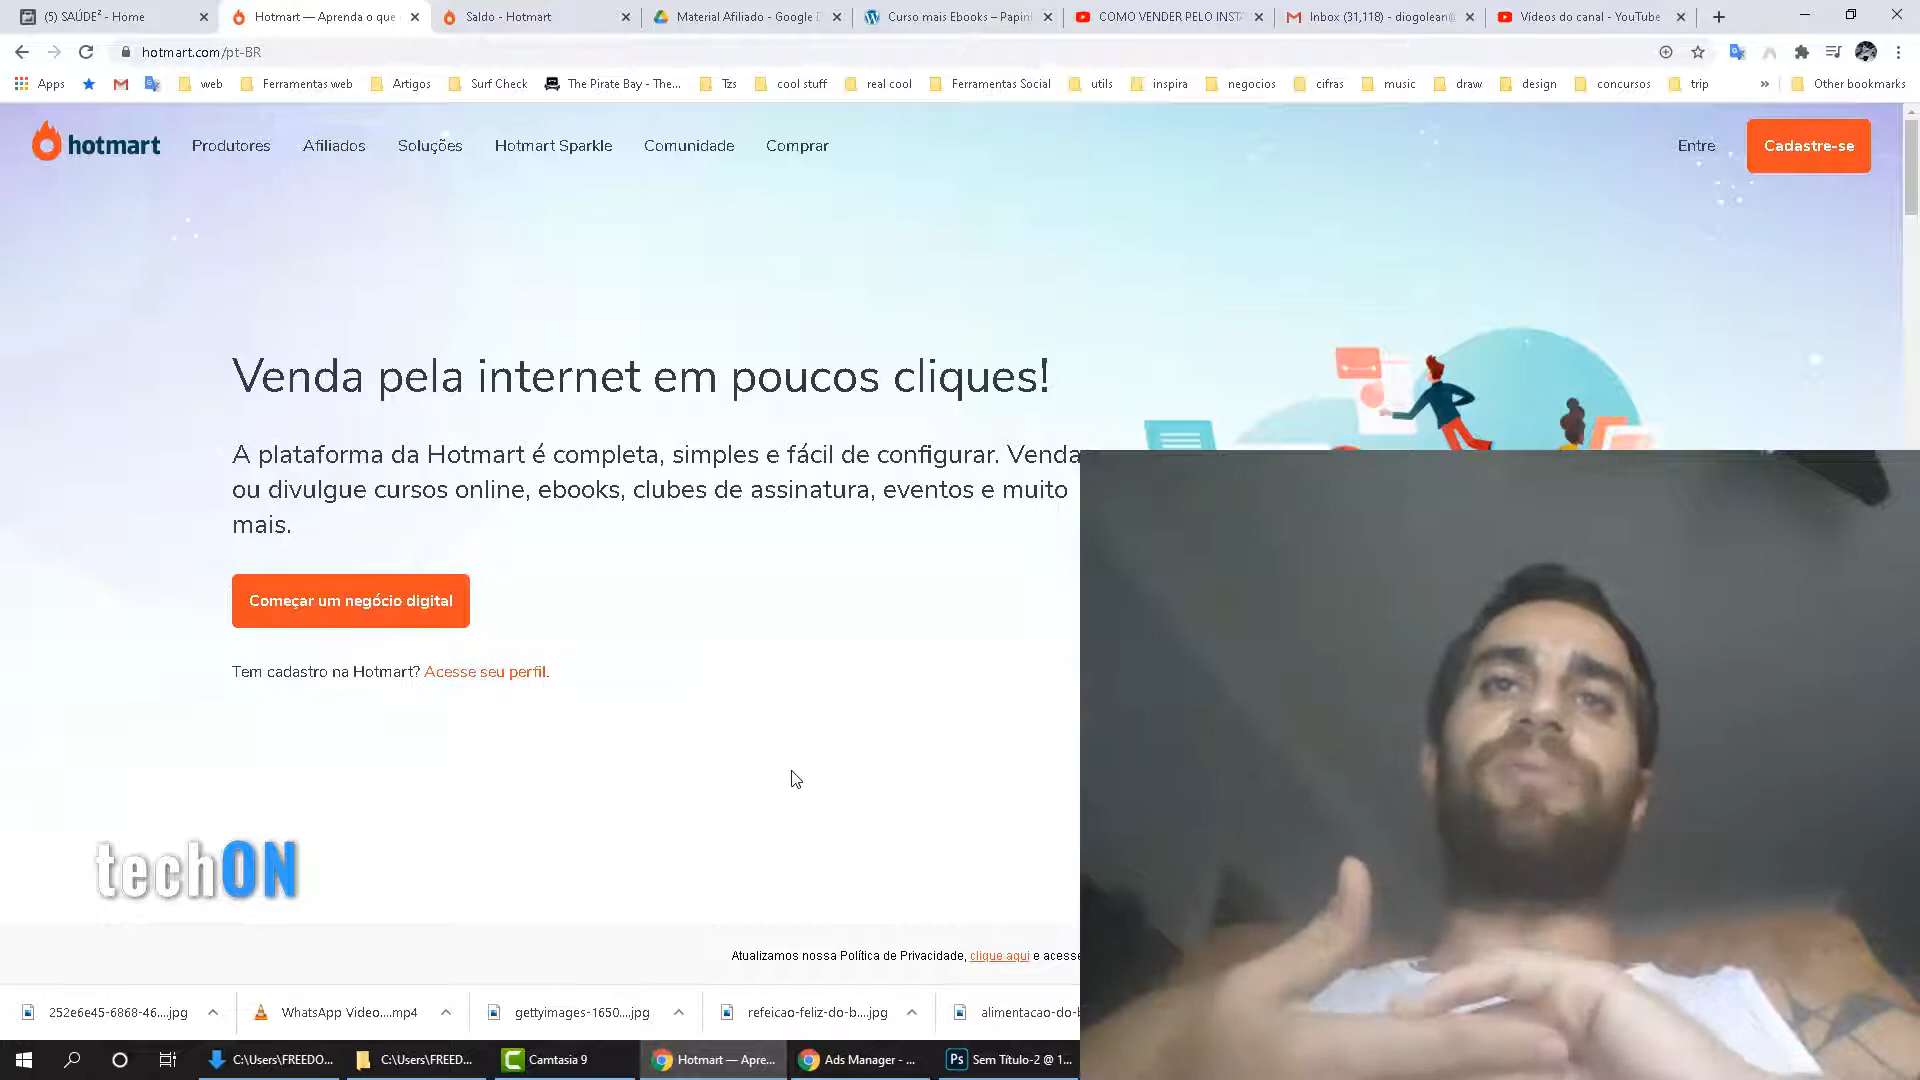 (5) SAÚDE² - Home
Hotmart — Aprenda o que
Saldo - Hotmart
Material Afiliado - Google D
Curso mais Ebooks – Papinh
COMO VENDER PELO INSTA
Inbox (31,118) - diogolean@
Vídeos do canal - YouTube
hotmart.com/pt-BR
Apps
web
Ferramentas web
Artigos
Surf Check
The Pirate Bay - The...
Tzs
cool stuff
real cool
Ferramentas Social
utils
inspira
negocios
cifras
music
draw
design
concursos
trip
»
Other bookmarks
hotmart
Produtores
Afiliados
Soluções
Hotmart Sparkle
Comunidade
Comprar
Entre
Cadastre-se
Venda pela internet em poucos cliques!
A plataforma da Hotmart é completa, simples e fácil de configurar. Venda
ou divulgue cursos online, ebooks, clubes de assinatura, eventos e muito
mais.
Começar um negócio digital
Tem cadastro na Hotmart? Acesse seu perfil.
techON
Atualizamos nossa Política de Privacidade, clique aqui e acesse
252e6e45-6868-46....jpg
WhatsApp Video....mp4
gettyimages-1650....jpg
refeicao-feliz-do-b....jpg
alimentacao-do-b
C:\Users\FREEDO...
C:\Users\FREED...
Camtasia 9
Hotmart — Apre...
Ads Manager - ...
Ps
Sem Título-2 @ 1...